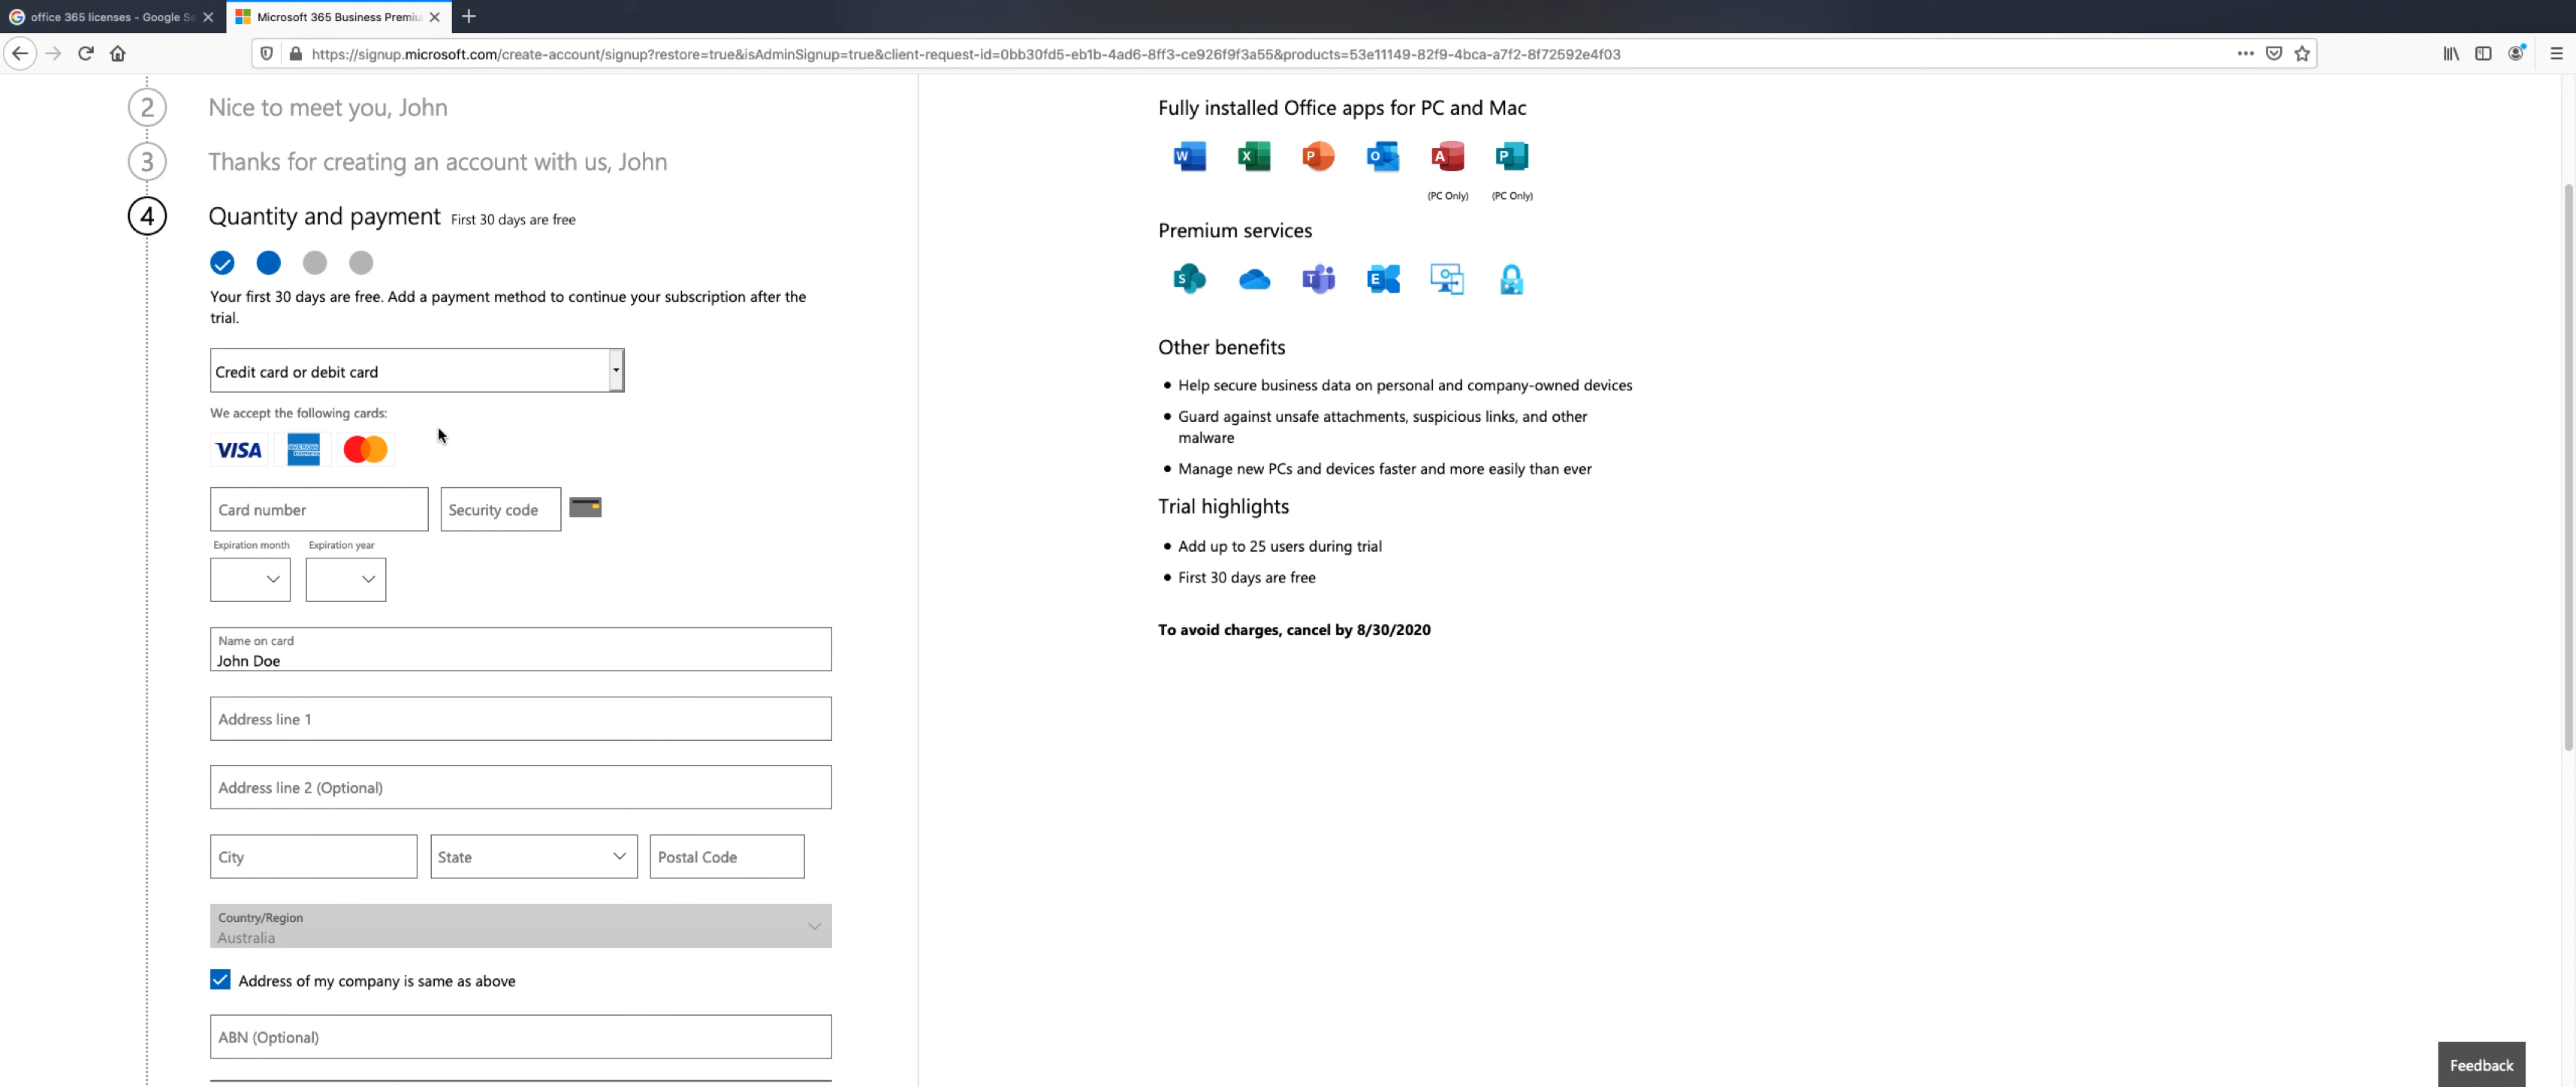 office 365 licenses - Google Se
Microsoft 365 Business Premiu
https://signup.microsoft.com/create-account/signup?restore=true&isAdminSignup=true&client-request-id=0bb30fd5-eb1b-4ad6-8ff3-ce926f9f3a55&products=53e11149-82f9-4bca-a7f2-8f72592e4f03
2 Nice to meet you, John
3 Thanks for creating an account with us, John
4 Quantity and payment First 30 days are free
Your first 30 days are free. Add a payment method to continue your subscription after the
trial.
Credit card or debit card
We accept the following cards:
VISA AMERICAN EXPRESS
Card number Security code
Expiration month Expiration year
Name on card
John Doe
Address line 1
Address line 2 (Optional)
City State Postal Code
Country/Region
Australia
Address of my company is same as above
ABN (Optional)
Fully installed Office apps for PC and Mac
W X P O A P
(PC Only) (PC Only)
Premium services
S T E
Other benefits
• Help secure business data on personal and company-owned devices
• Guard against unsafe attachments, suspicious links, and other
malware
• Manage new PCs and devices faster and more easily than ever
Trial highlights
• Add up to 25 users during trial
• First 30 days are free
To avoid charges, cancel by 8/30/2020
Feedback